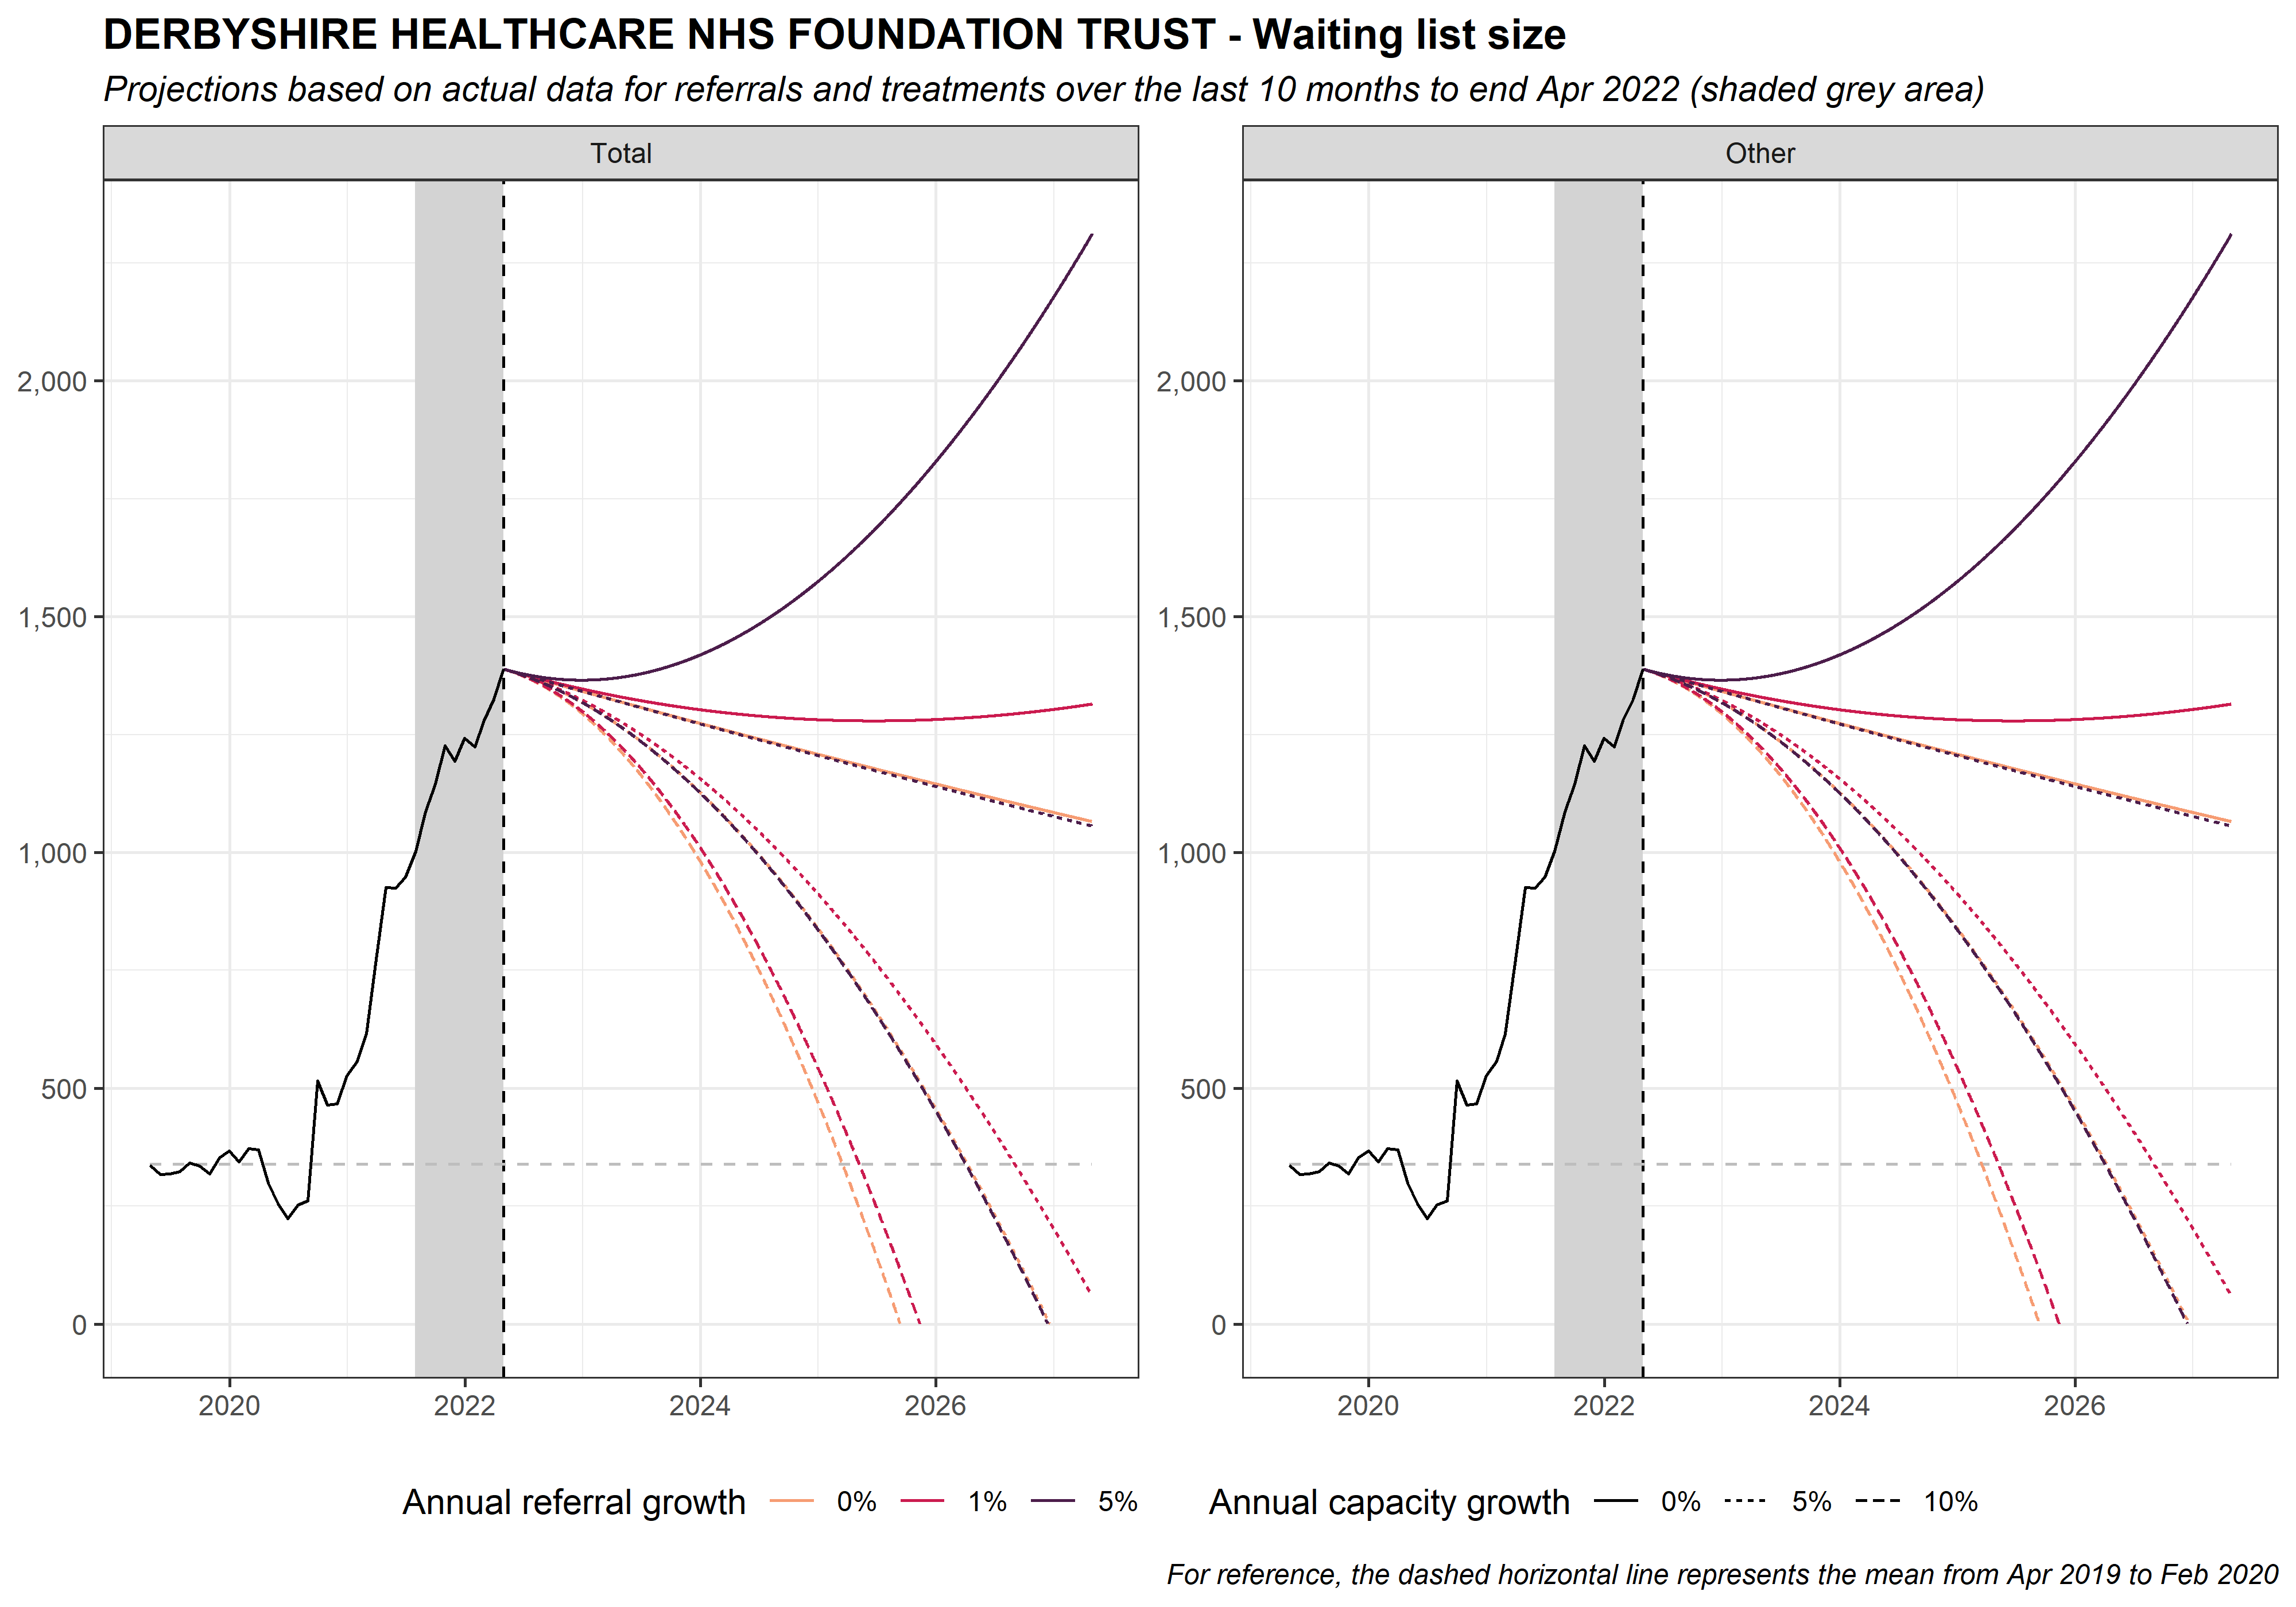 DERBYSHIRE HEALTHCARE NHS FOUNDATION TRUST - Waiting list size
Projections based on actual data for referrals and treatments over the last 10 months to end Apr 2022 (shaded grey area)
Total
Other
2,000
1,500
1,000
500
0
2,000
1,500
1,000
500
0
2020 2022 2024 2026
2020 2022 2024 2026
Annual referral growth 0% 1% 5%
Annual capacity growth 0% 5% 10%
For reference, the dashed horizontal line represents the mean from Apr 2019 to Feb 2020